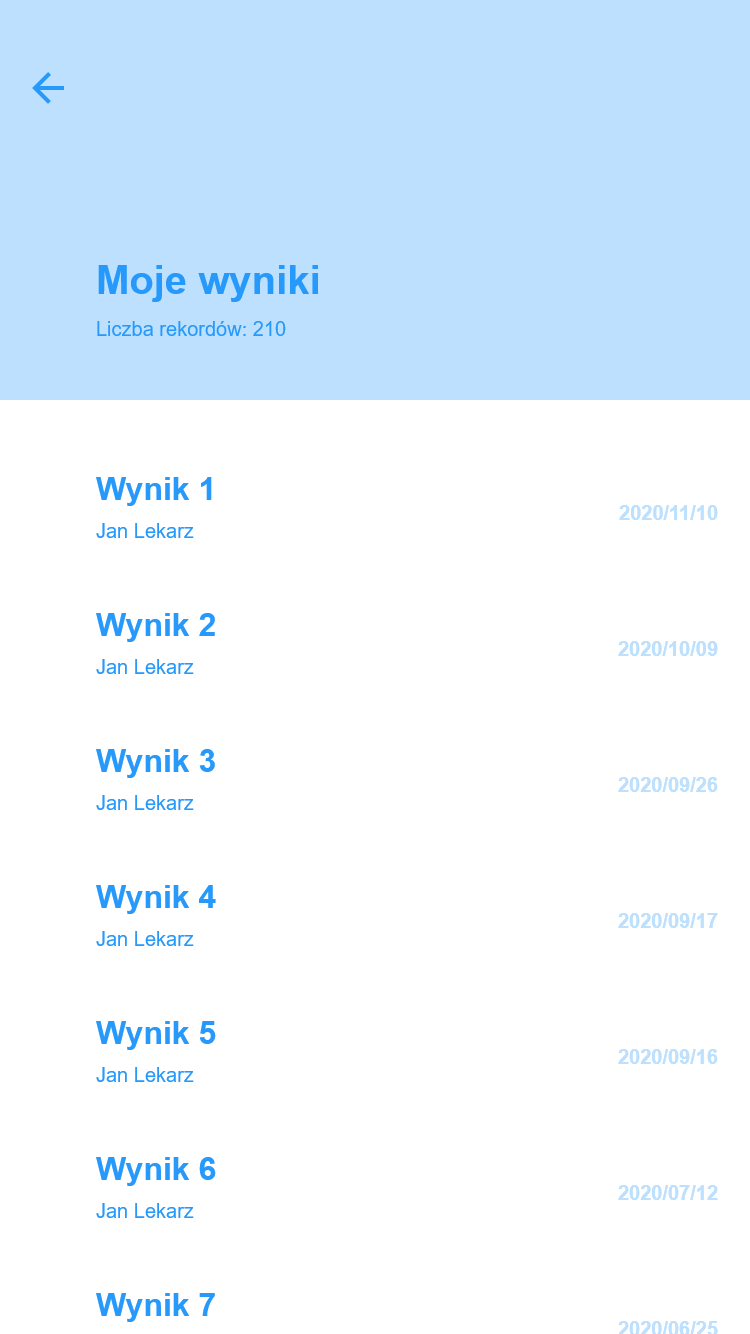 Moje wyniki
Liczba rekordów: 210
Wynik 1
Jan Lekarz
2020/11/10
Wynik 2
Jan Lekarz
2020/10/09
Wynik 3
Jan Lekarz
2020/09/26
Wynik 4
Jan Lekarz
2020/09/17
Wynik 5
Jan Lekarz
2020/09/16
Wynik 6
Jan Lekarz
2020/07/12
Wynik 7
2020/06/25